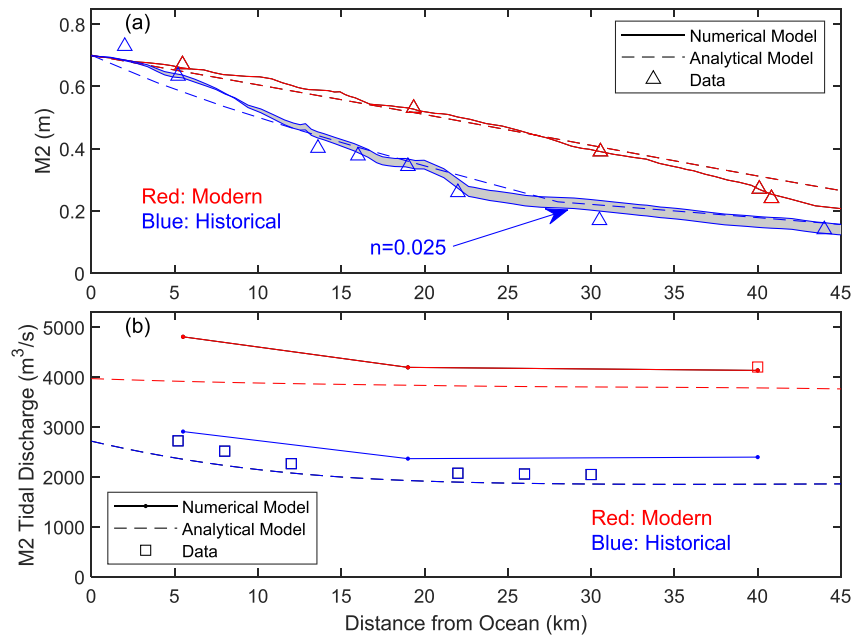 (a)
0.8
0.6
0.4
0.2
0
M2 (m)
Numerical Model
Analytical Model
Data
Red: Modern
Blue: Historical
n=0.025
0 5 10 15 20 25 30 35 40 45
(b)
5000
4000
3000
2000
1000
0
M2 Tidal Discharge (m³/s)
Numerical Model
Analytical Model
Data
Red: Modern
Blue: Historical
0 5 10 15 20 25 30 35 40 45
Distance from Ocean (km)